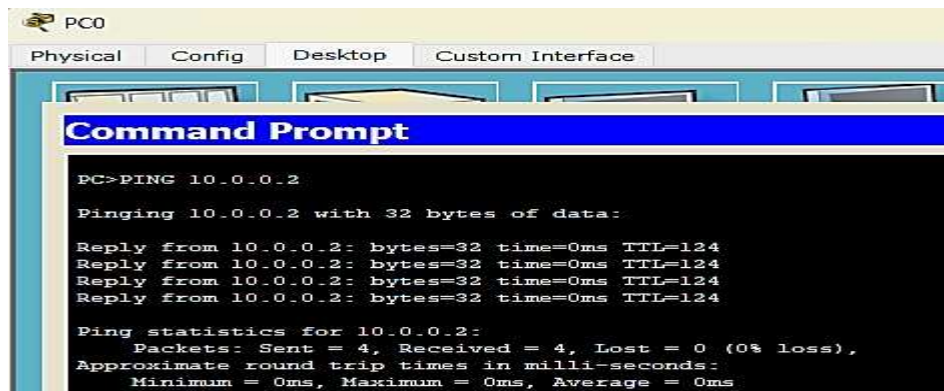 PC0
Physical Config Desktop Custom Interface
Command Prompt
PC>PING 10.0.0.2
Pinging 10.0.0.2 with 32 bytes of data:
Reply from 10.0.0.2: bytes=32 time=0ms TTL=124
Reply from 10.0.0.2: bytes=32 time=0ms TTL=124
Reply from 10.0.0.2: bytes=32 time=0ms TTL=124
Reply from 10.0.0.2: bytes=32 time=0ms TTL=124
Ping statistics for 10.0.0.2:
Packets: Sent = 4, Received = 4, Lost = 0 (0% loss),
Approximate round trip times in milli-seconds:
Minimum = 0ms, Maximum = 0ms, Average = 0ms